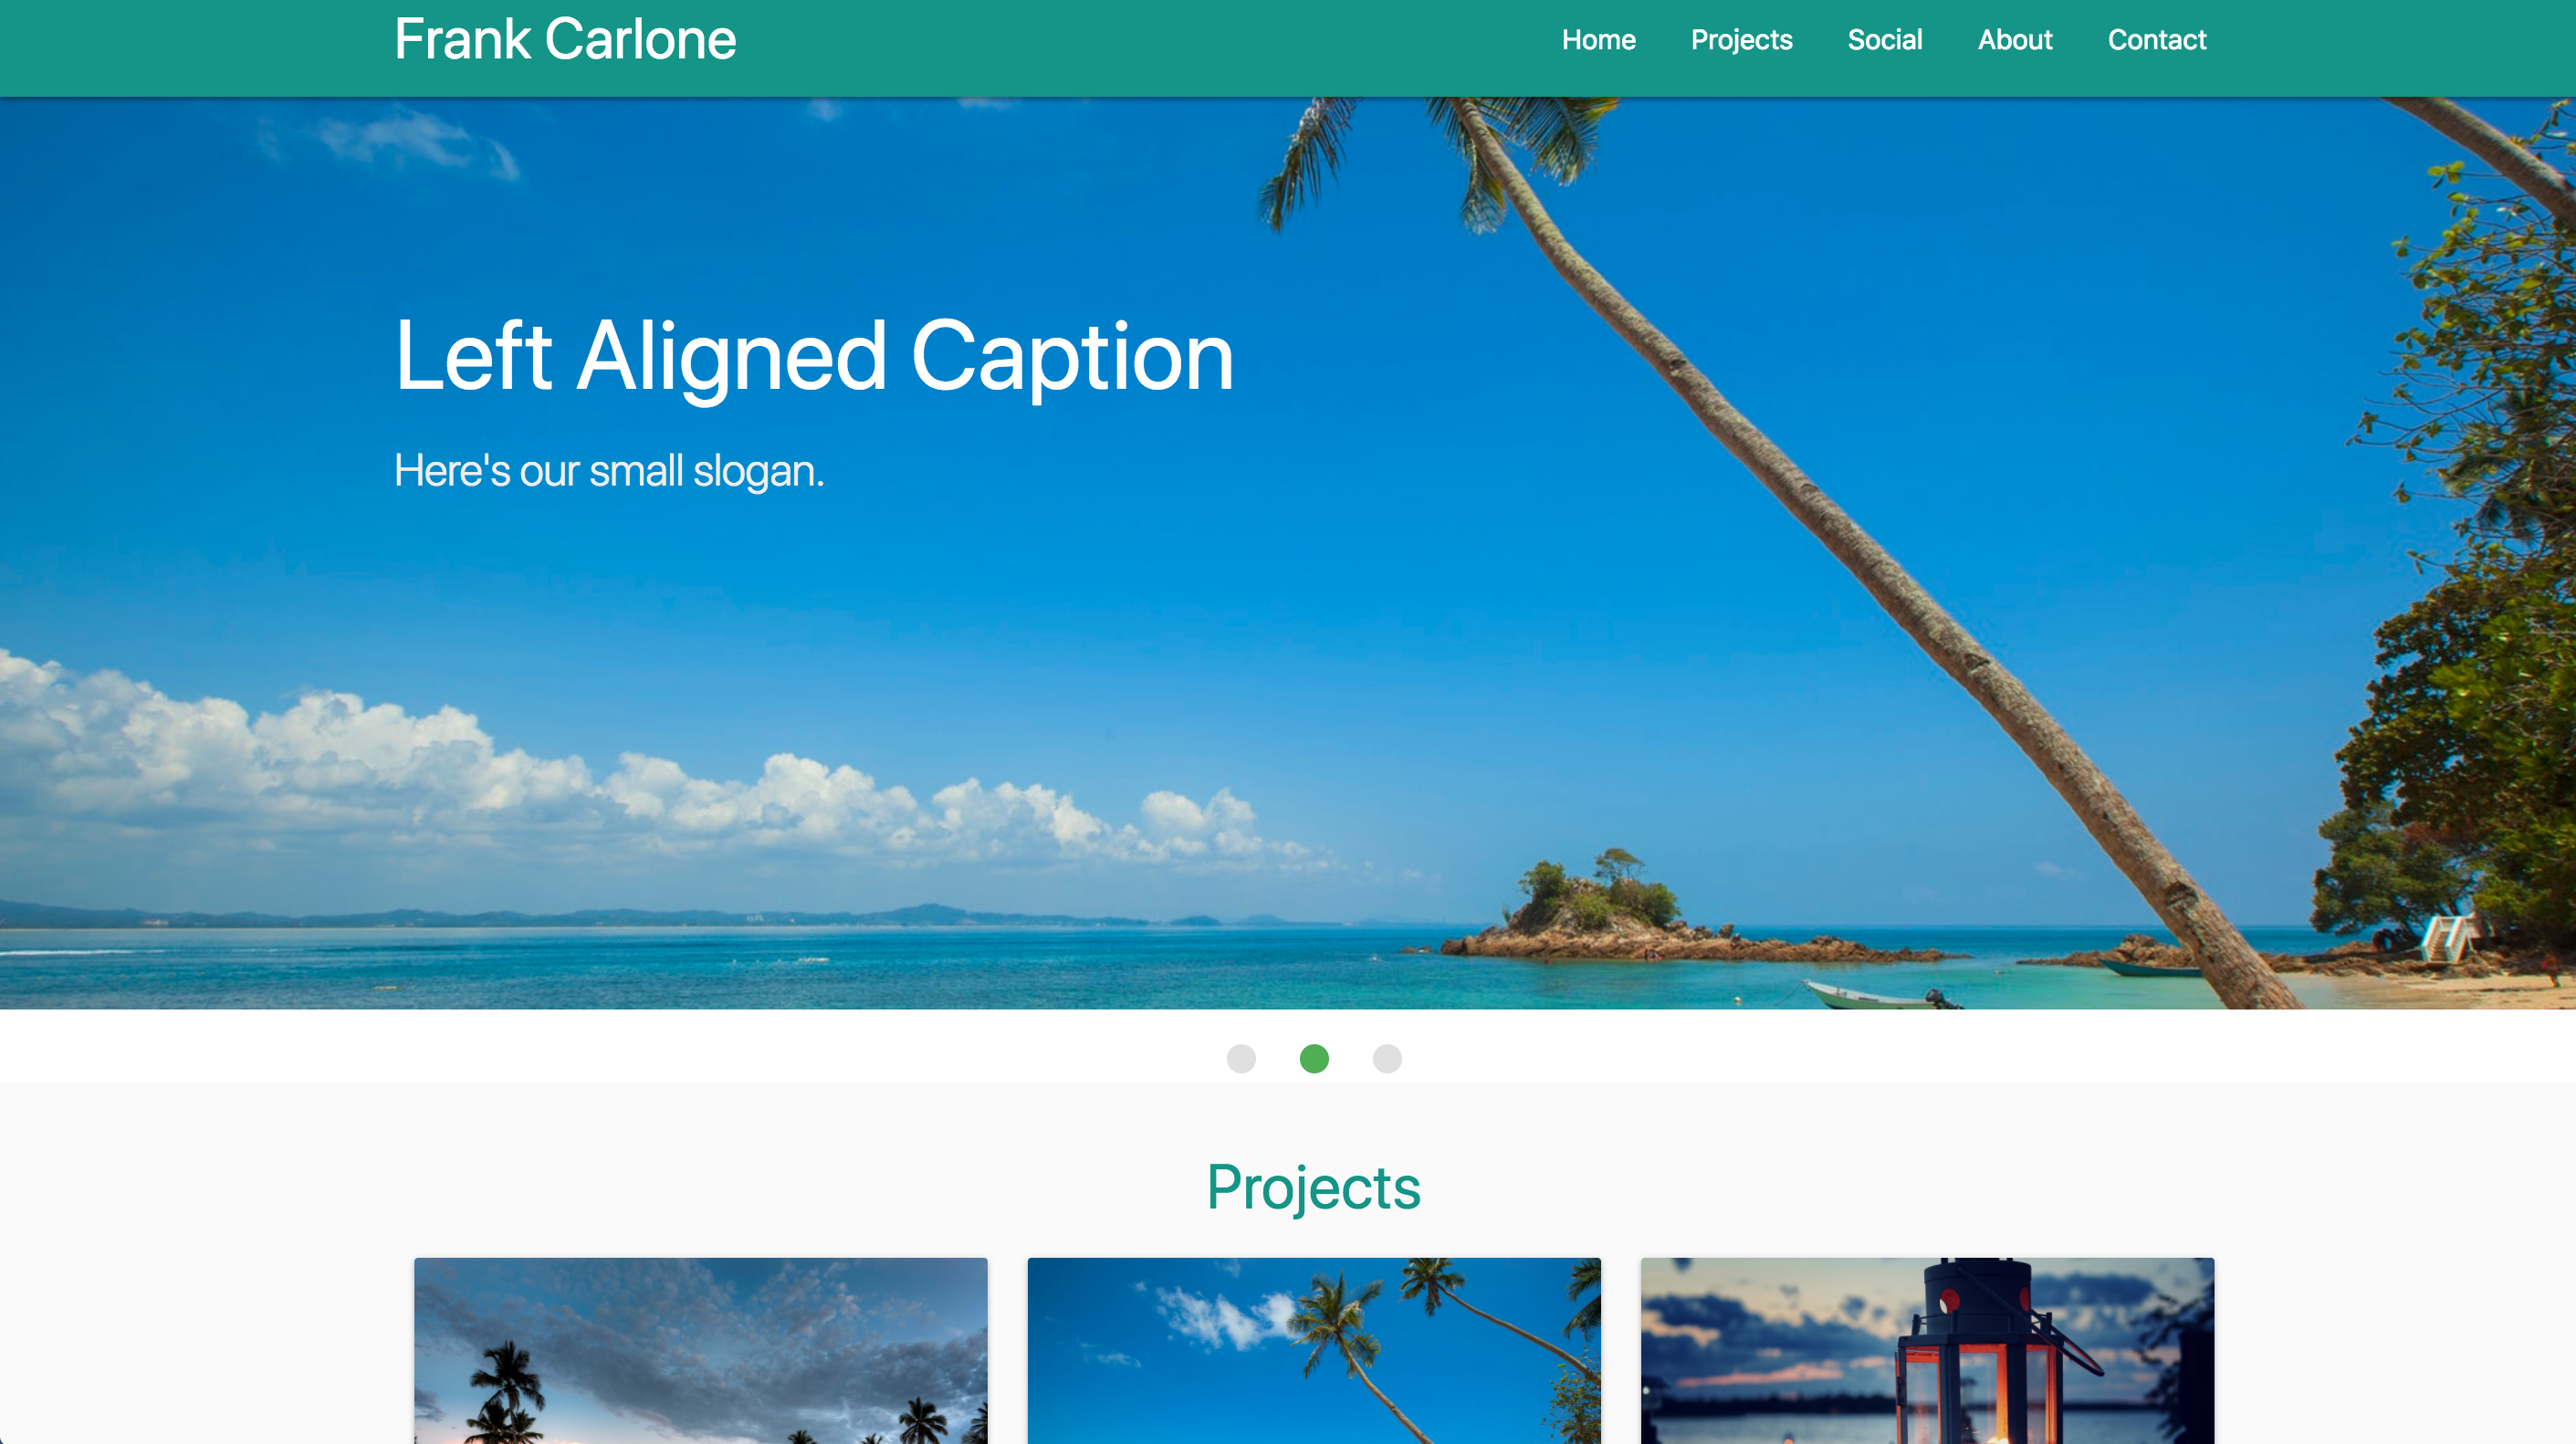 Frank Carlone
Home Projects Social About Contact
Left Aligned Caption
Here's our small slogan.
Projects